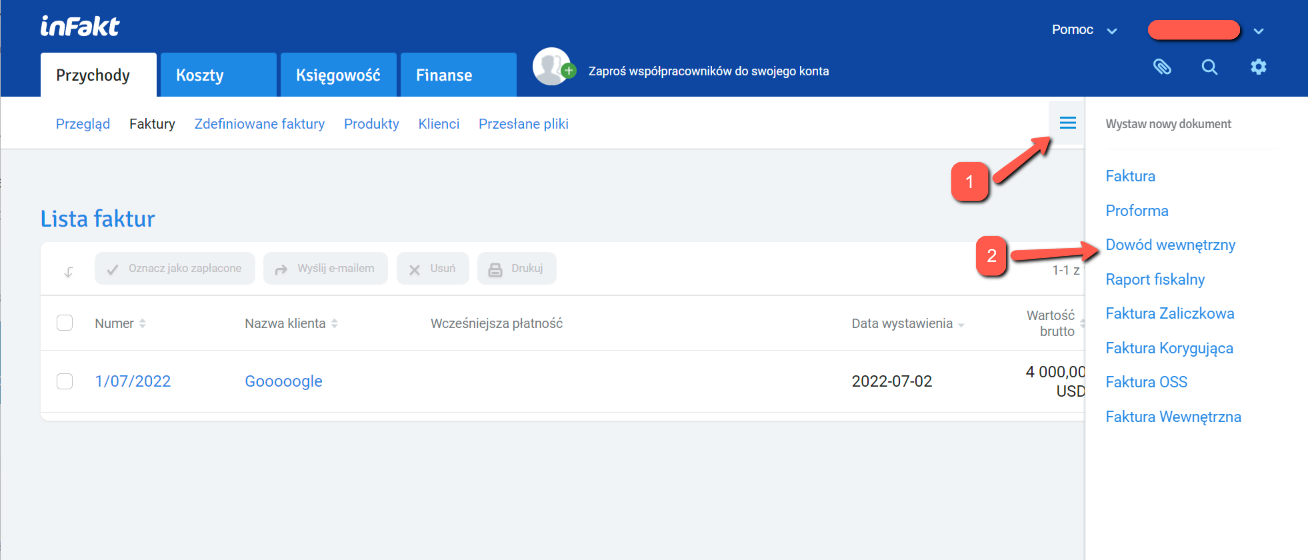 inFakt
Pomoc
Przychody
Koszty
Księgowość
Finanse
Zaproś współpracowników do swojego konta
Przegląd
Faktury
Zdefiniowane faktury
Produkty
Klienci
Przesłane pliki
1
Lista faktur
Oznacz jako zapłacone
Wyślij e-mailem
Usuń
Drukuj
1-1 z
2
Numer
Nazwa klienta
Wcześniejsza płatność
Data wystawienia
Wartość
brutto
1/07/2022
Gooooogle
2022-07-02
4 000,00
USD
Wystaw nowy dokument
Faktura
Proforma
Dowód wewnętrzny
Raport fiskalny
Faktura Zaliczkowa
Faktura Korygująca
Faktura OSS
Faktura Wewnętrzna